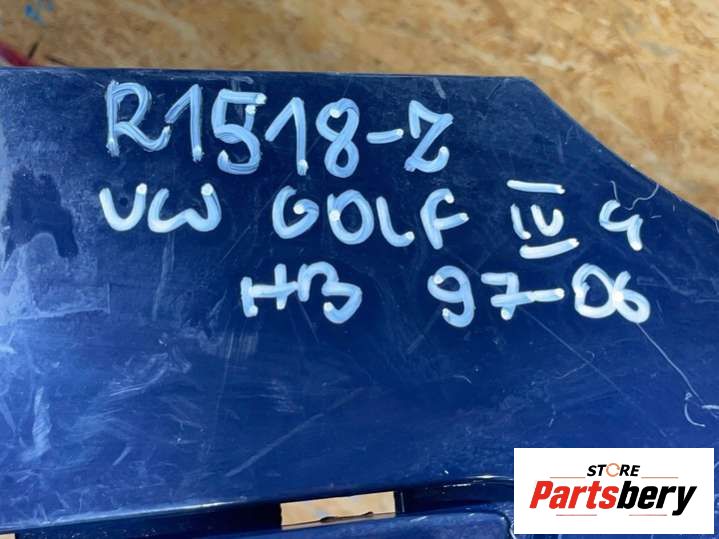 R1518-Z
VW GOLF IV 4
HB 97-06
STORE
Partsbery